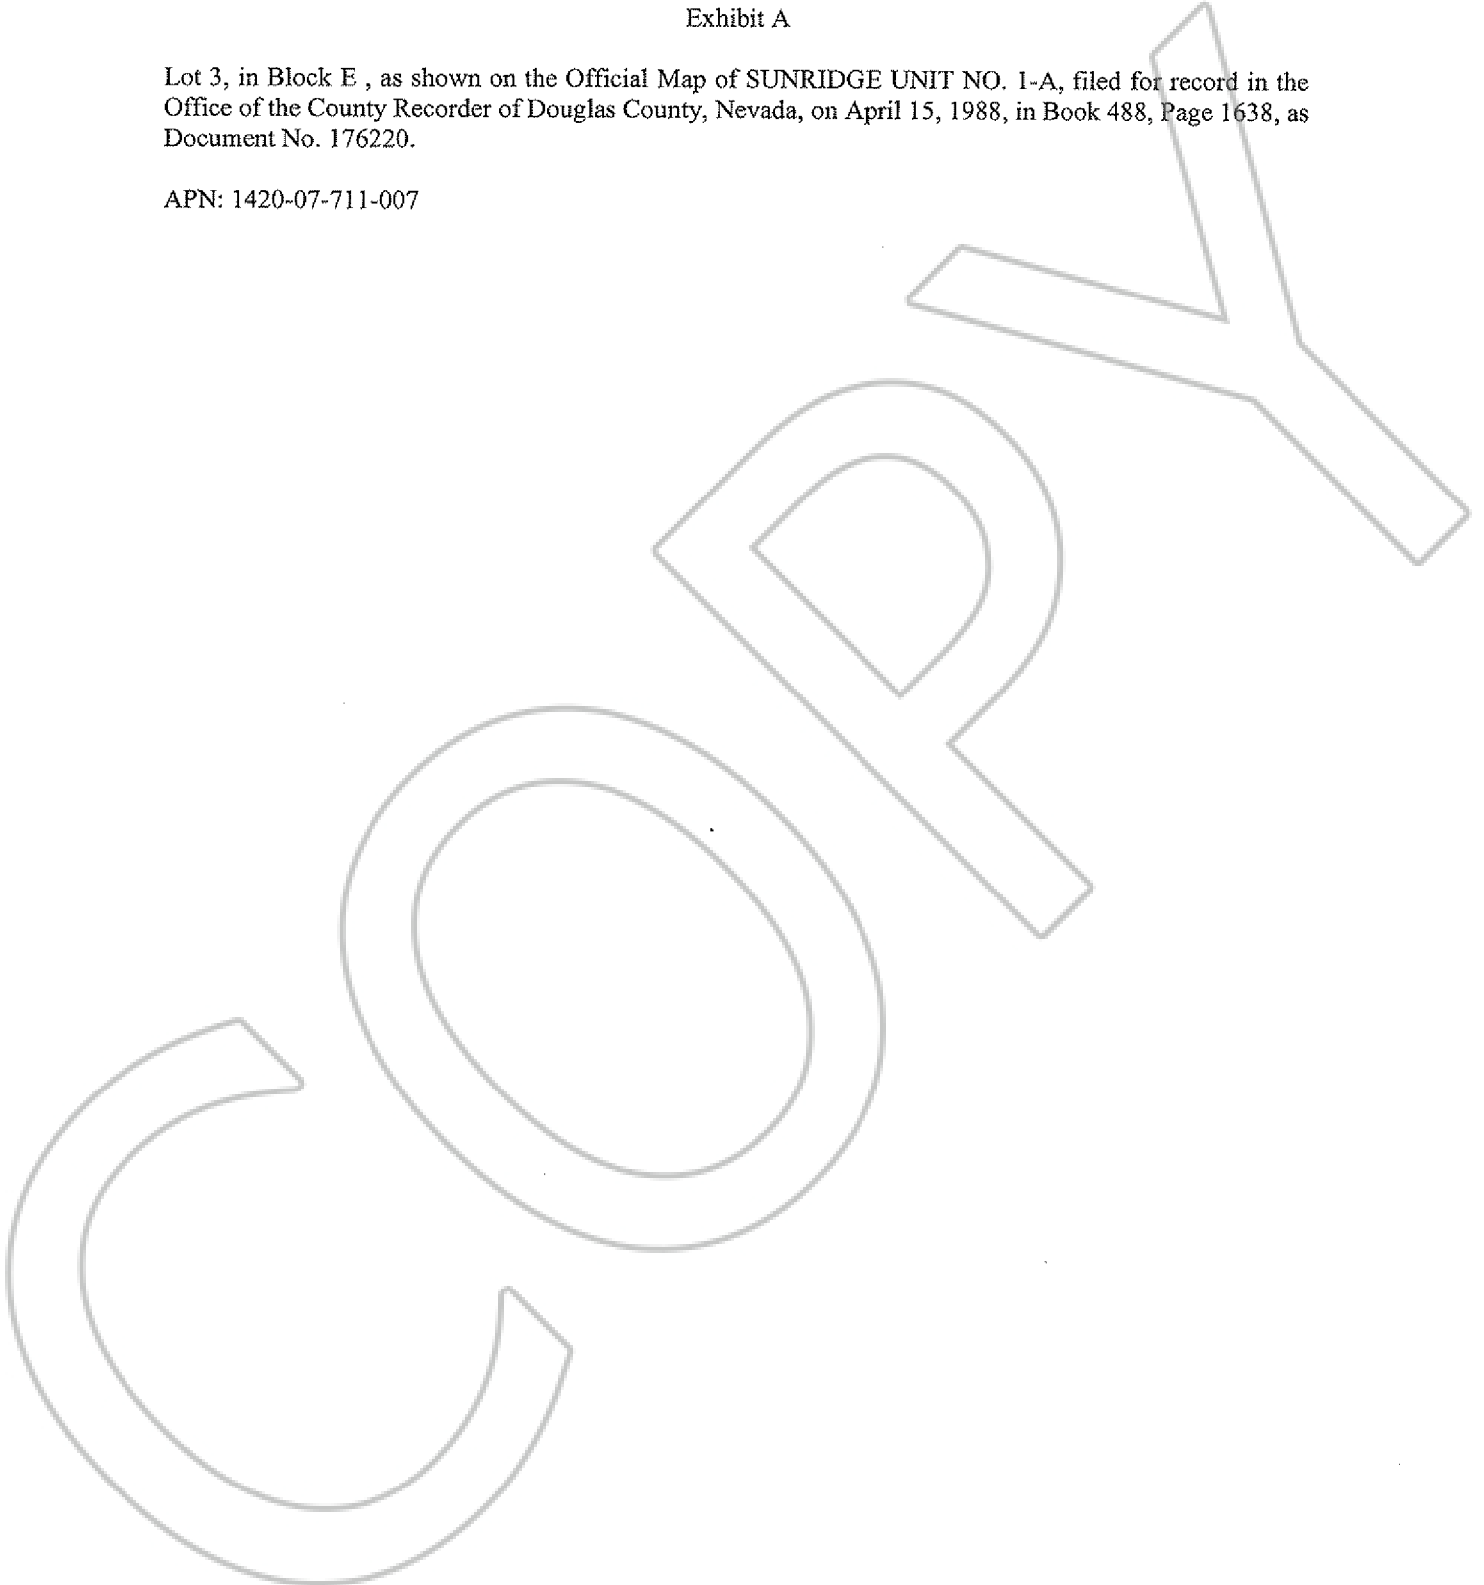 Exhibit A
Lot 3, in Block E , as shown on the Official Map of SUNRIDGE UNIT NO. 1-A, filed for record in the
Office of the County Recorder of Douglas County, Nevada, on April 15, 1988, in Book 488, Page 1638, as
Document No. 176220.
APN: 1420-07-711-007
COPY